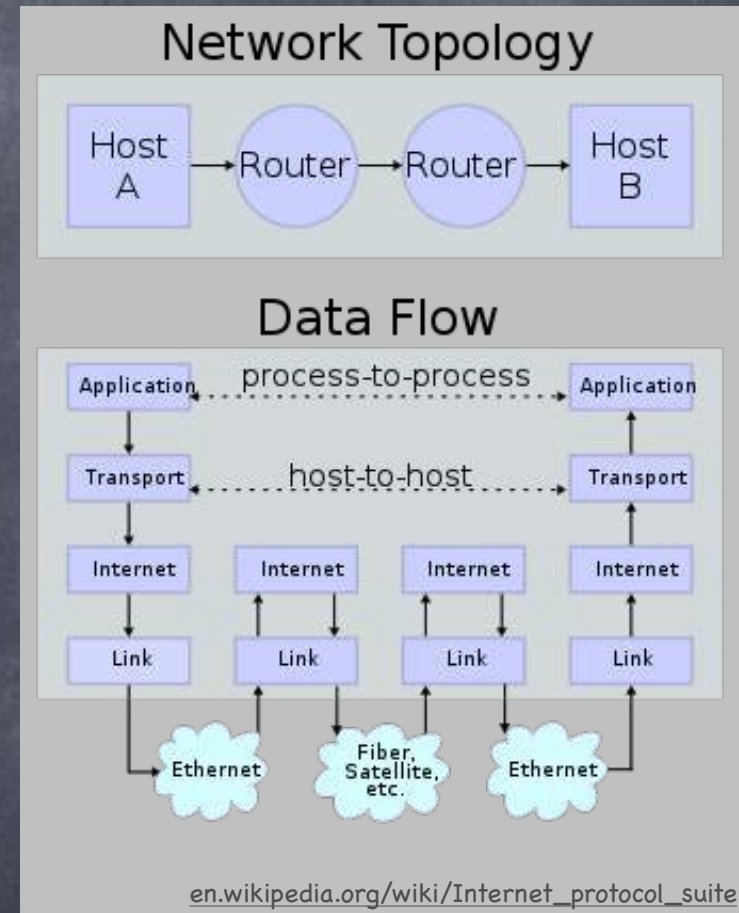 Network Topology
Host
A
Router
Router
Host
B
Data Flow
Application
process-to-process
Application
Transport
host-to-host
Transport
Internet
Internet
Internet
Internet
Link
Link
Link
Link
Ethernet
Fiber,
Satellite,
etc.
Ethernet
en.wikipedia.org/wiki/Internet_protocol_suite